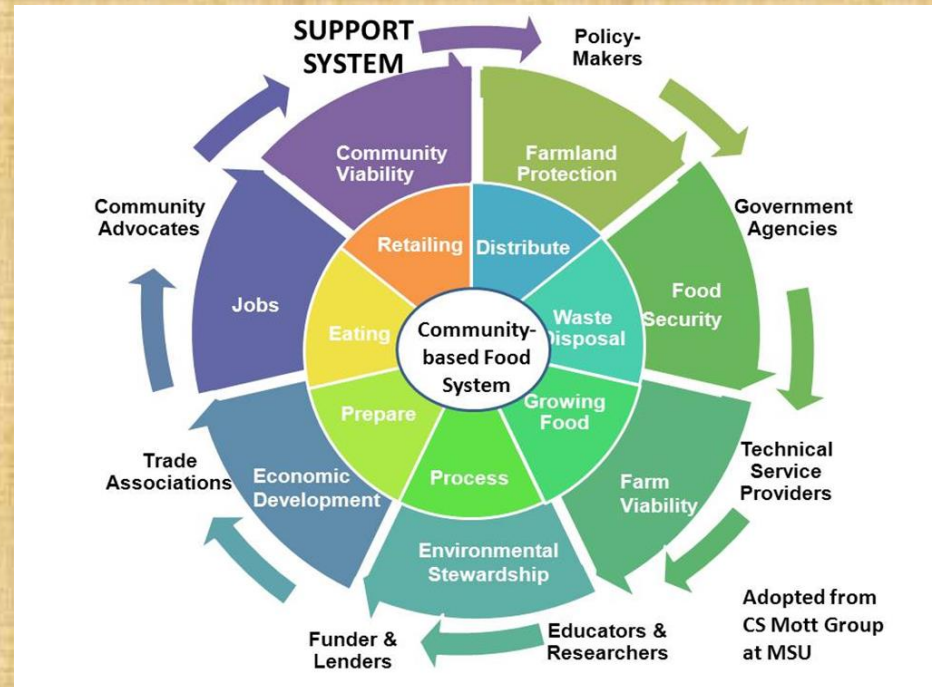 SUPPORT
SYSTEM
Policy-
Makers
Community
Viability
Farmland
Protection
Community
Advocates
Government
Agencies
Retailing
Distribute
Jobs
Food
Security
Eating
Waste
Disposal
Community-
based Food
System
Prepare
Growing
Food
Trade
Associations
Economic
Development
Process
Farm
Viability
Technical
Service
Providers
Environmental
Stewardship
Funder &
Lenders
Educators &
Researchers
Adopted from
CS Mott Group
at MSU